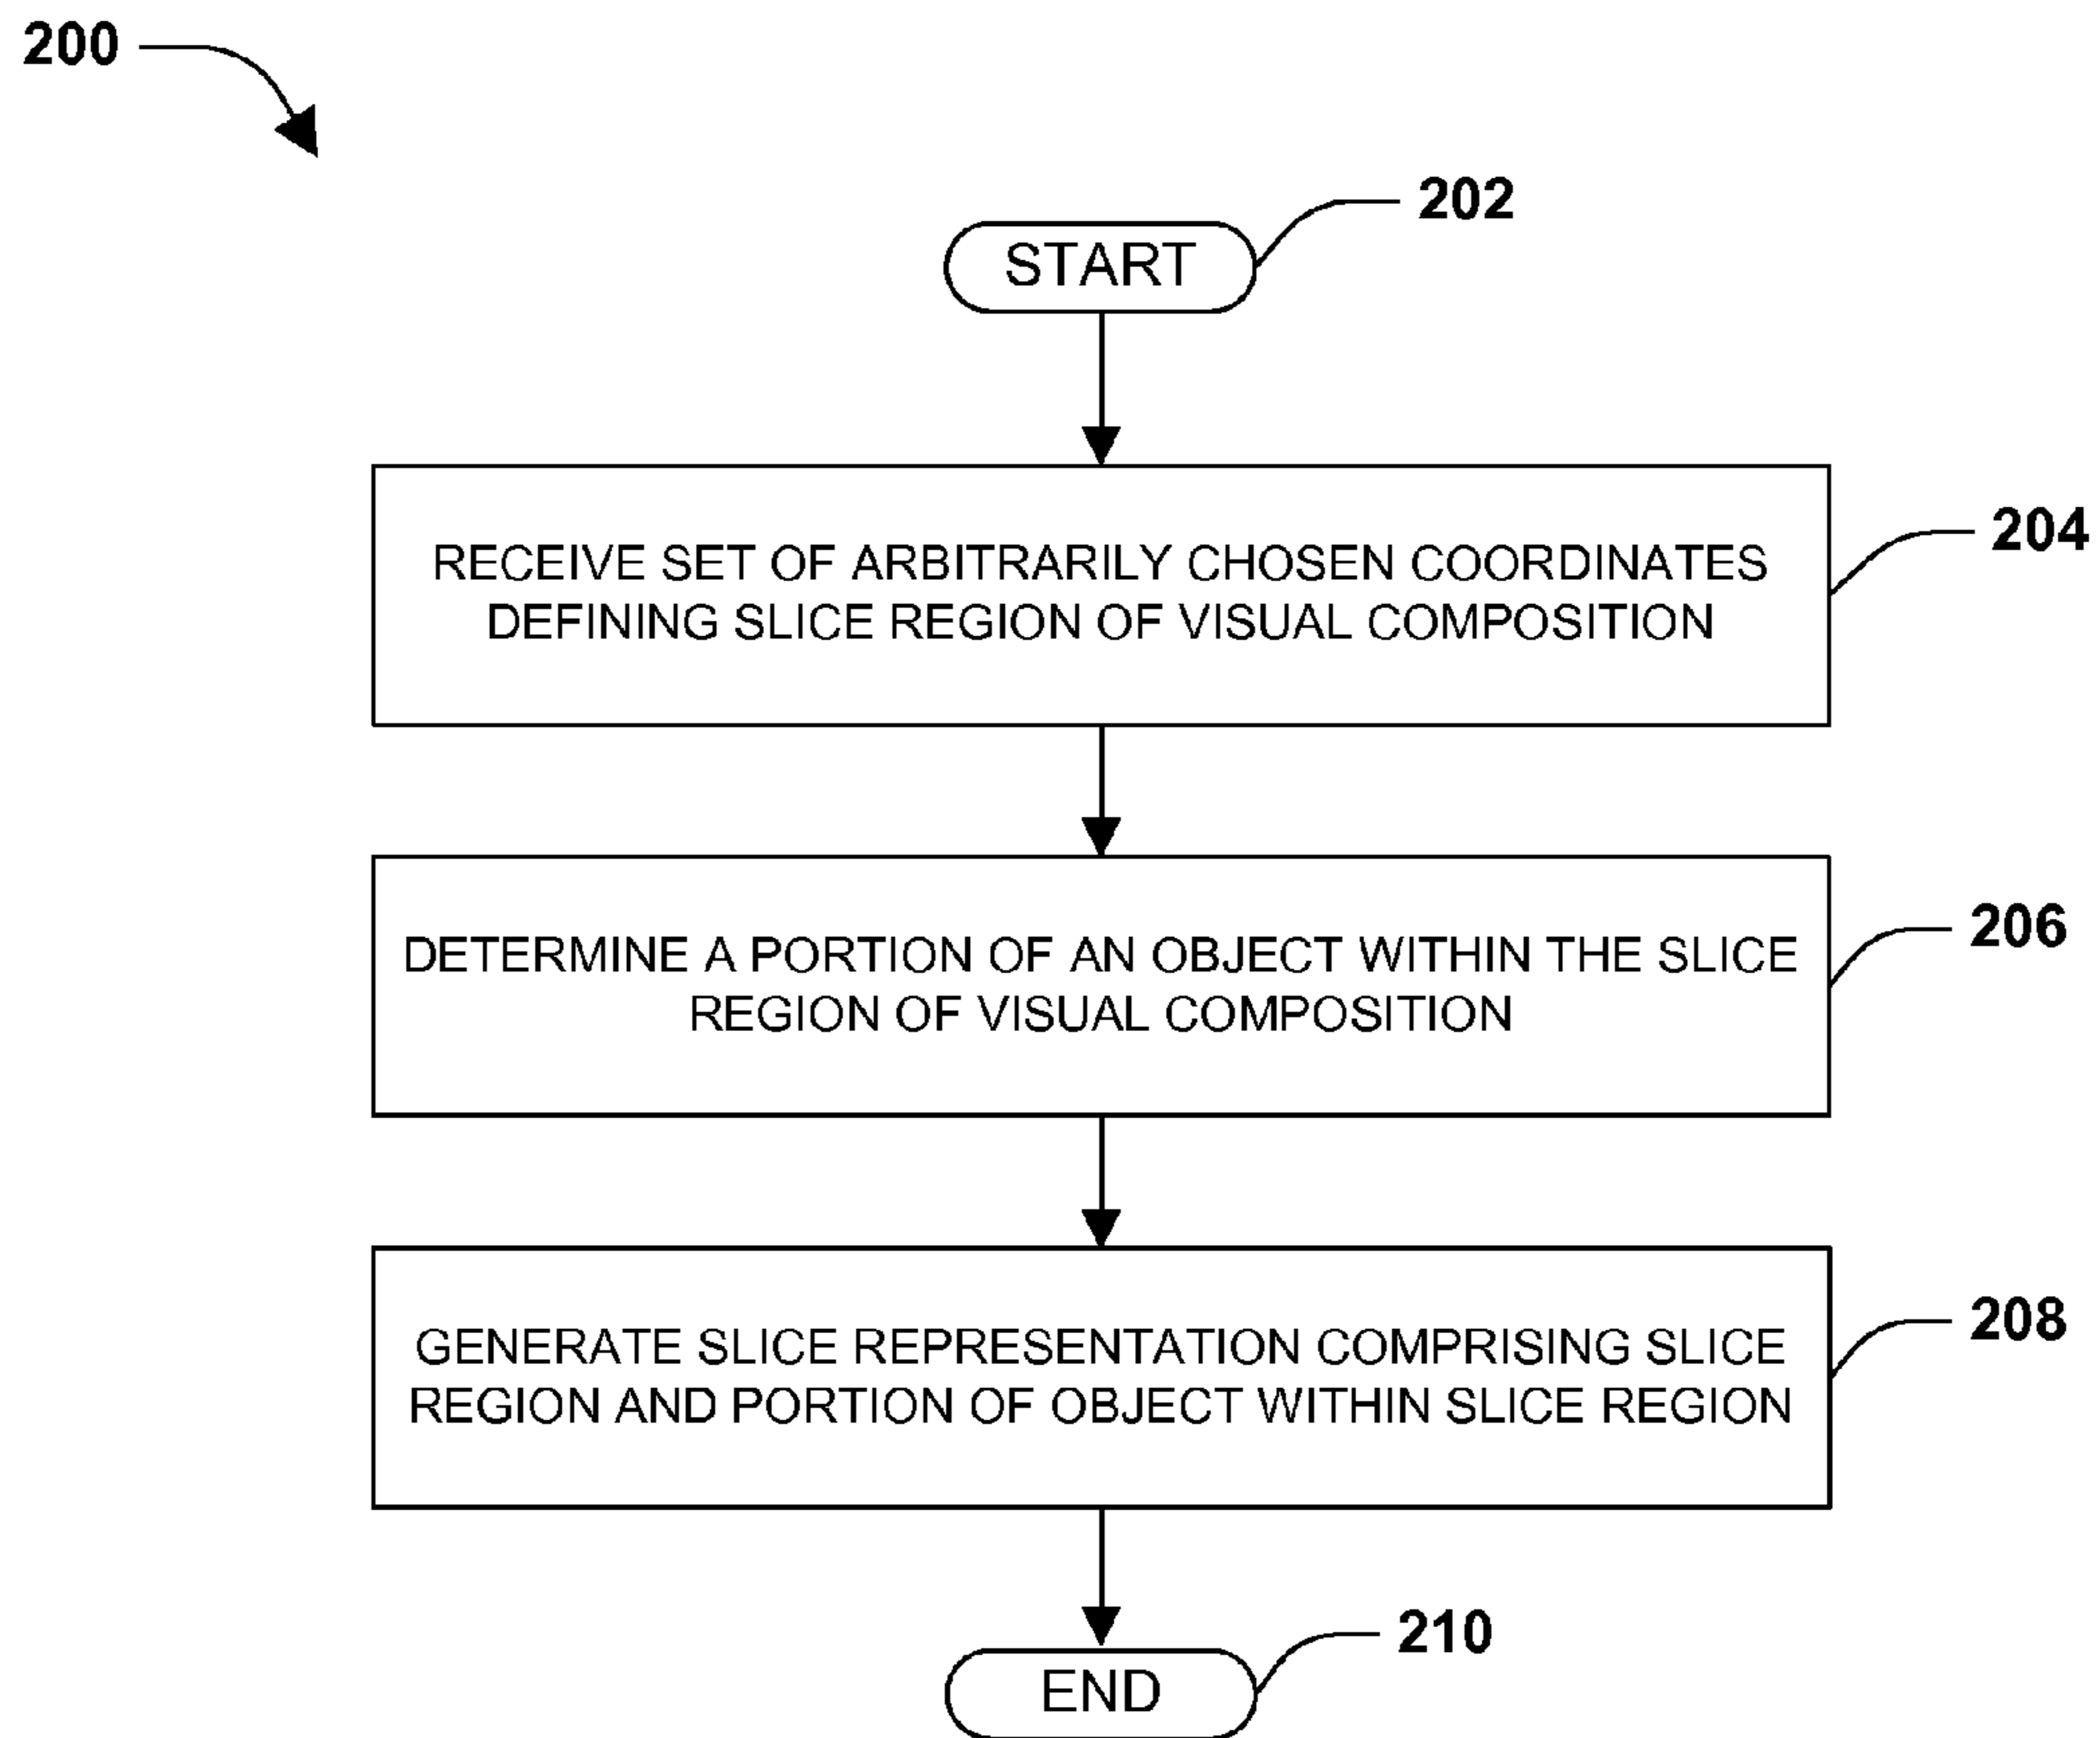 200
202
START
204
RECEIVE SET OF ARBITRARILY CHOSEN COORDINATES
DEFINING SLICE REGION OF VISUAL COMPOSITION
206
DETERMINE A PORTION OF AN OBJECT WITHIN THE SLICE
REGION OF VISUAL COMPOSITION
208
GENERATE SLICE REPRESENTATION COMPRISING SLICE
REGION AND PORTION OF OBJECT WITHIN SLICE REGION
210
END